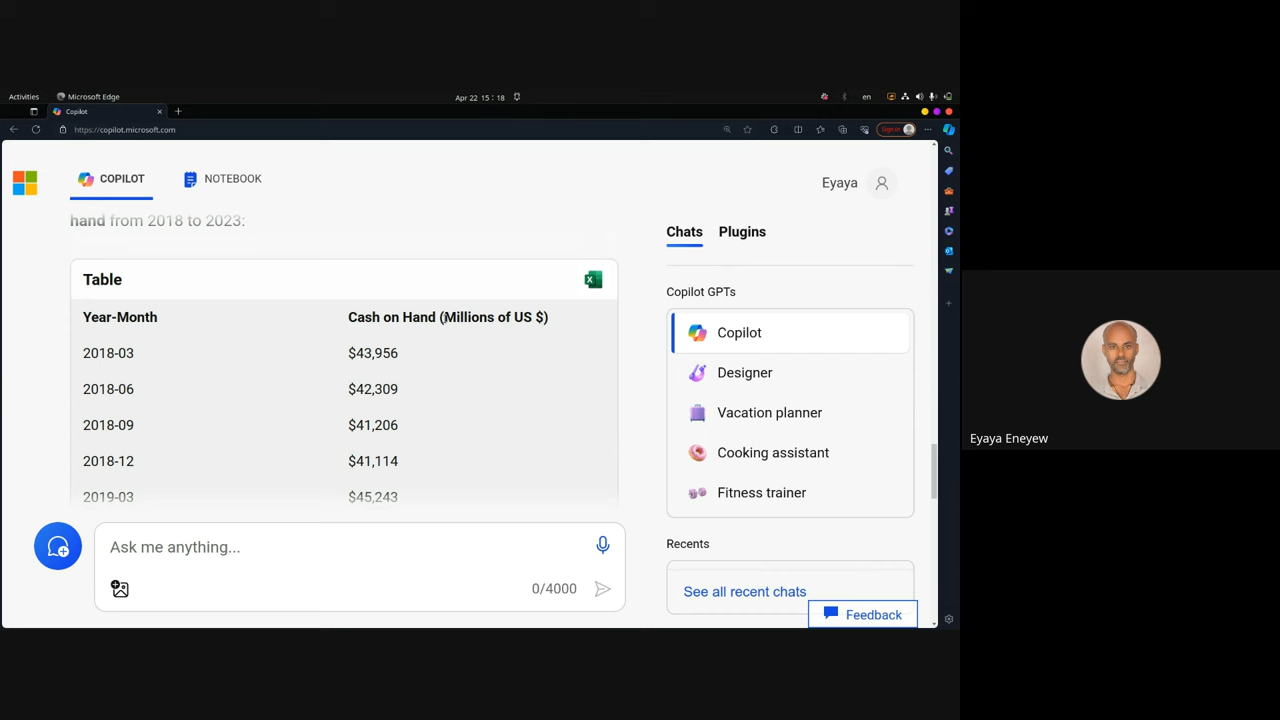 Activities
Microsoft Edge
Apr 22 15:18
en
Copilot
https://copilot.microsoft.com
Sign in
COPILOT
NOTEBOOK
Eyaya
hand from 2018 to 2023:
Chats
Plugins
Table
Copilot GPTs
Year-Month
Cash on Hand (Millions of US $)
Copilot
2018-03
$43,956
Designer
2018-06
$42,309
Vacation planner
2018-09
$41,206
Cooking assistant
2018-12
$41,114
Fitness trainer
2019-03
$45,243
Ask me anything...
0/4000
Recents
See all recent chats
Feedback
Eyaya Eneyew